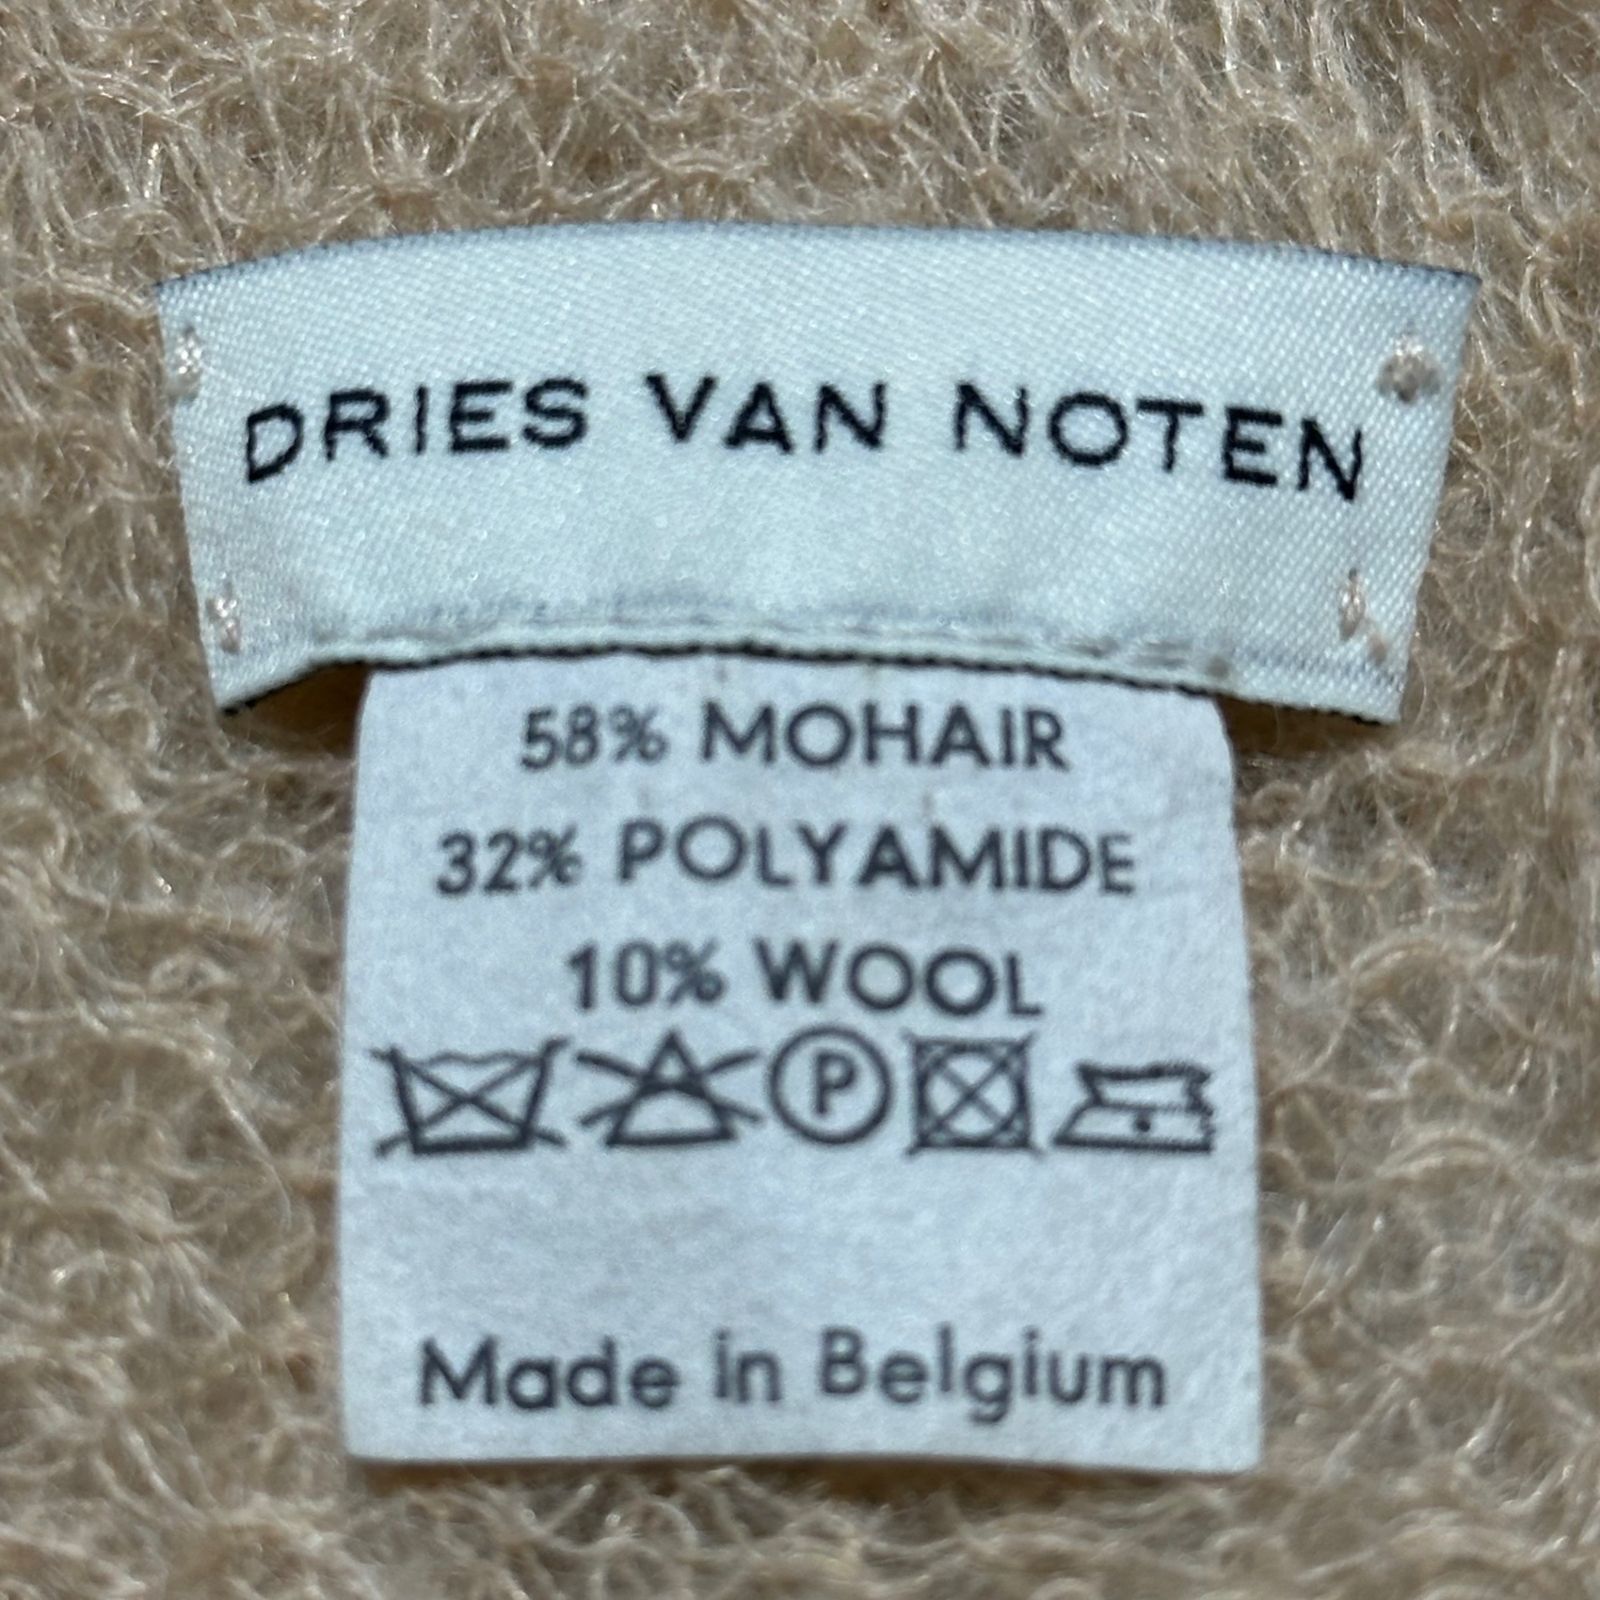 DRIES VAN NOTEN
58% MOHAIR
32% POLYAMIDE
10% WOOL
P
Made in Belgium